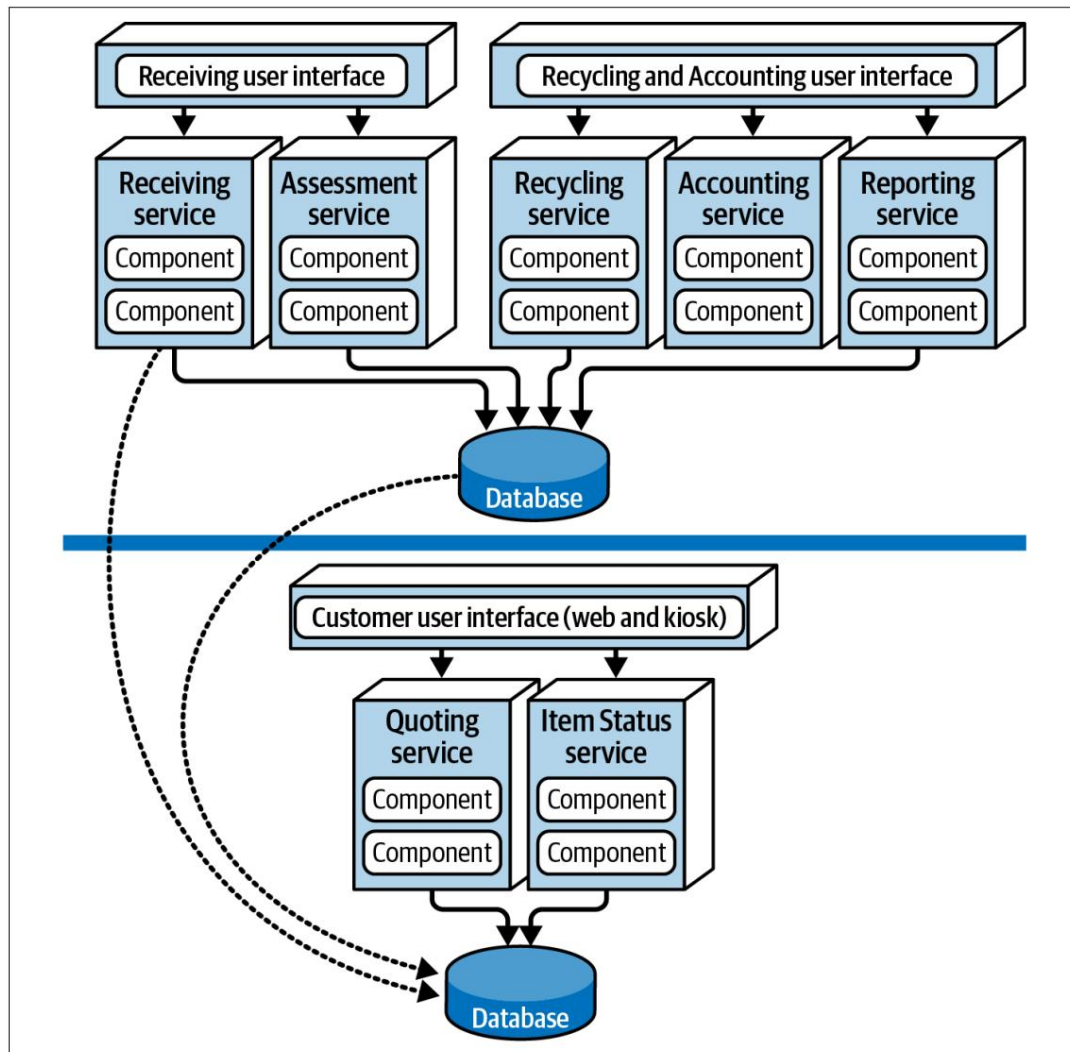 Receiving user interface
Recycling and Accounting user interface
Receiving
service
Component
Component
Assessment
service
Component
Component
Recycling
service
Component
Component
Accounting
service
Component
Component
Reporting
service
Component
Component
Database
Customer user interface (web and kiosk)
Quoting
service
Component
Component
Item Status
service
Component
Component
Database